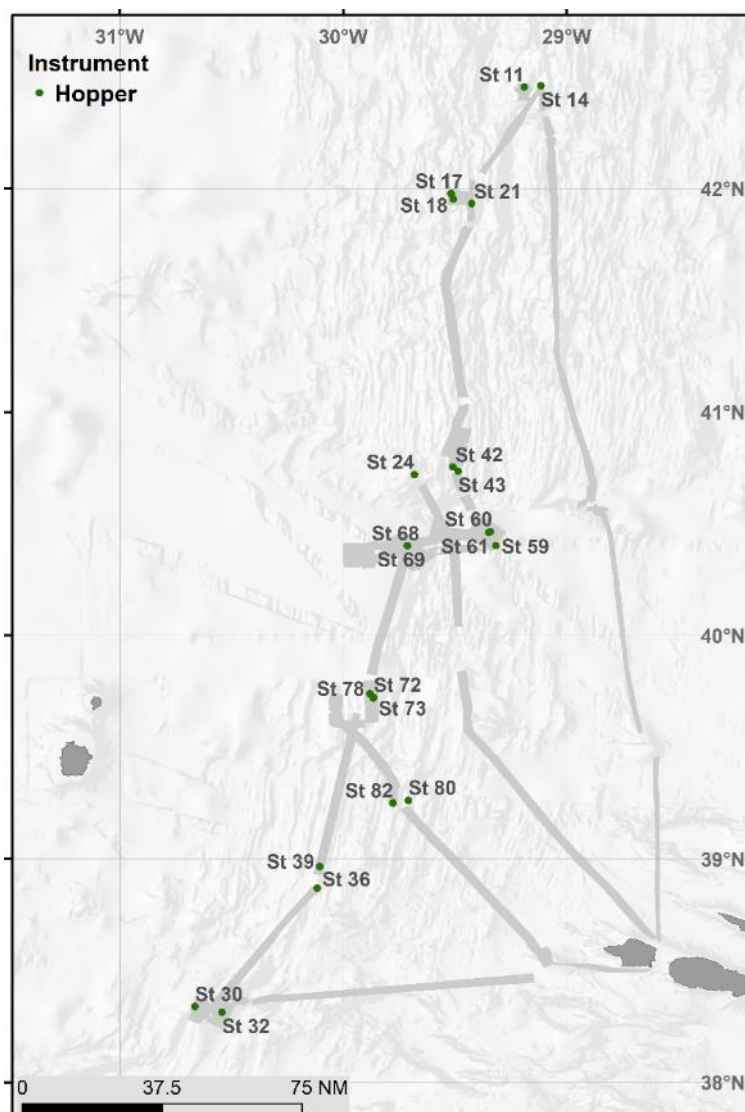 31°W 30°W 29°W
Instrument
Hopper
St 11
St 14
St 17
St 21
42°N
St 18
41°N
St 42
St 24
St 43
St 60
St 68
St 61 St 59
St 69
40°N
St 72
St 78
St 73
St 80
St 82
39°N
St 39
St 36
St 30
St 32
38°N
0 37.5 75 NM